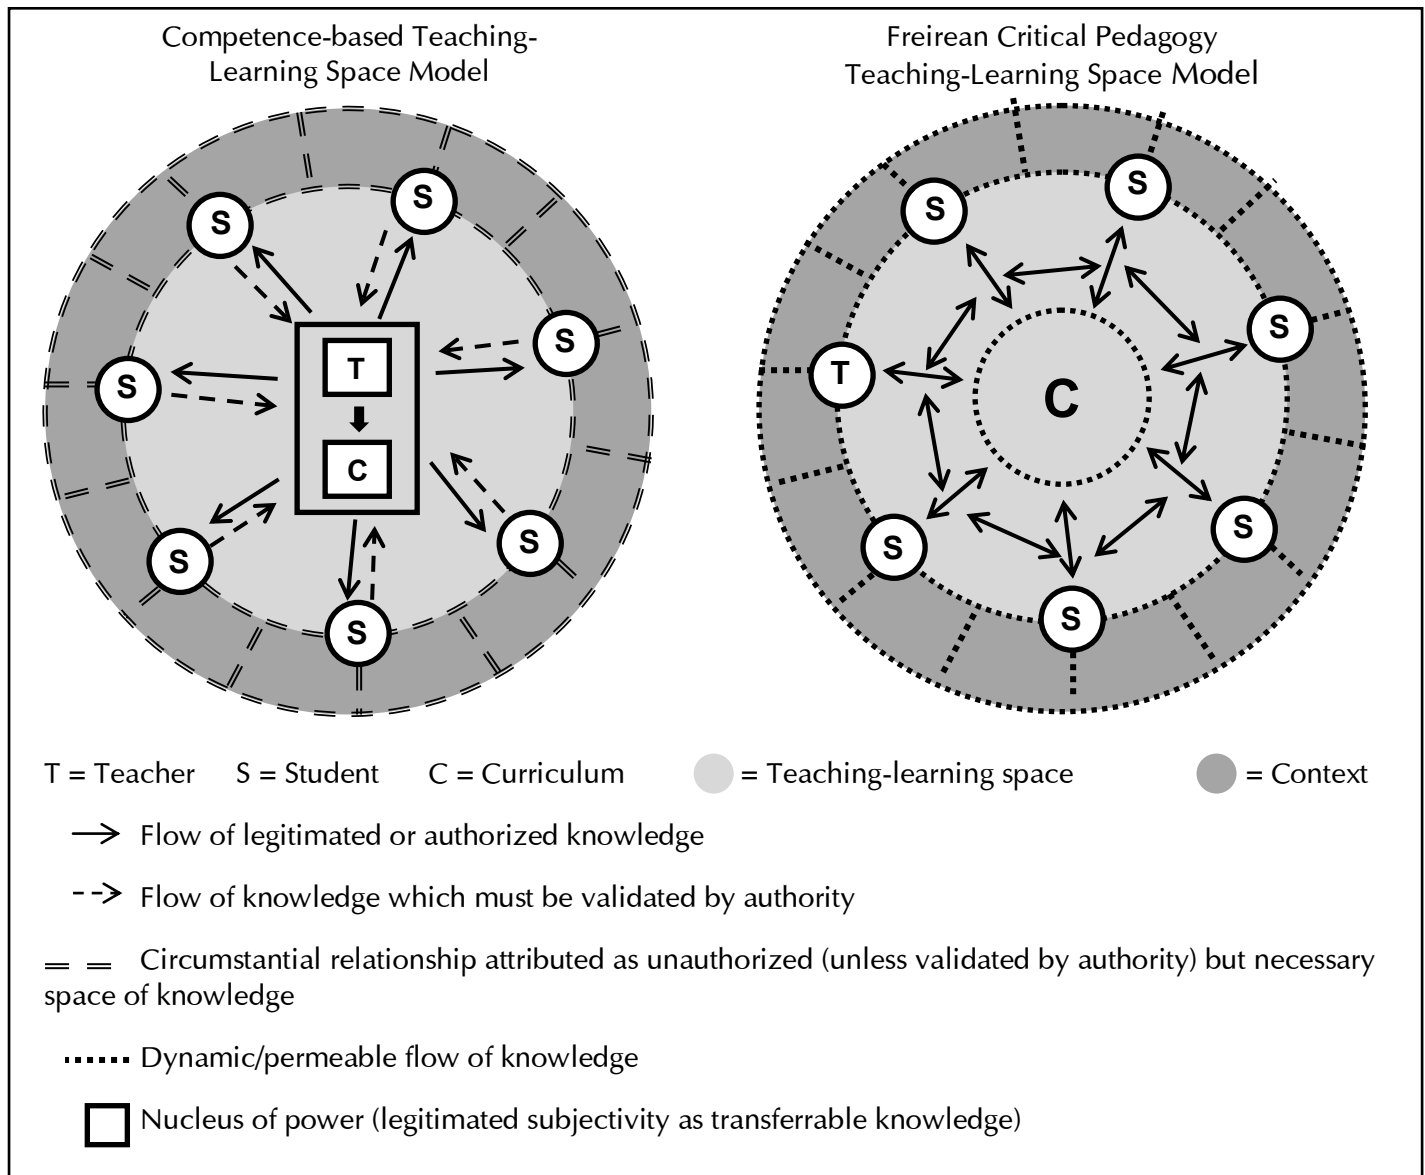 Competence-based Teaching-
Learning Space Model
Freirean Critical Pedagogy
Teaching-Learning Space Model
S
S
S
S
S
S
S
T
C
S
S
S
T
C
S
S
S
T = Teacher S = Student C = Curriculum = Teaching-learning space = Context
Flow of legitimated or authorized knowledge
Flow of knowledge which must be validated by authority
Circumstantial relationship attributed as unauthorized (unless validated by authority) but necessary
space of knowledge
Dynamic/permeable flow of knowledge
Nucleus of power (legitimated subjectivity as transferrable knowledge)